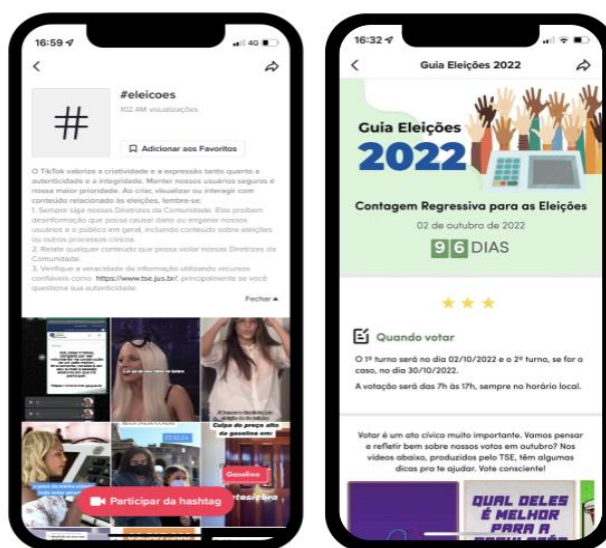 16:59
4G
#eleicoes
102.4M visualizações
Adicionar aos Favoritos
O TikTok valoriza a criatividade e a expressão tanto quanto a
autenticidade e a integridade. Manter nossos usuários seguros é
nossa maior prioridade. Ao criar, visualizar ou interagir com
conteúdo relacionado às eleições, lembre-se:
1. Sempre siga nossas Diretrizes da Comunidade. Elas proíbem
desinformação que possa causar dano ou enganar nossos
usuários e o público em geral, incluindo conteúdo sobre eleições
ou outros processos cívicos.
2. Relate qualquer conteúdo que possa violar nossas Diretrizes da
Comunidade.
3. Verifique a veracidade da informação utilizando recursos
confiáveis como https://www.tse.jus.br/, principalmente se você
questiona sua autenticidade.
Fechar
Culpa do preço alto
da gasolina em:
Gasolina
Participar da hashtag
16:32
Guia Eleições 2022
Guia Eleições
2022
Contagem Regressiva para as Eleições
02 de outubro de 2022
96 DIAS
Quando votar
O 1º turno será no dia 02/10/2022 e o 2º turno, se for o
caso, no dia 30/10/2022.
A votação será das 7h às 17h, sempre no horário local.
Votar é um ato cívico muito importante. Vamos pensar
e refletir bem sobre nossos votos em outubro? Nos
vídeos abaixo, produzidos pelo TSE, têm algumas
dicas pra te ajudar. Vote consciente!
QUAL DELES
É MELHOR
PARA A